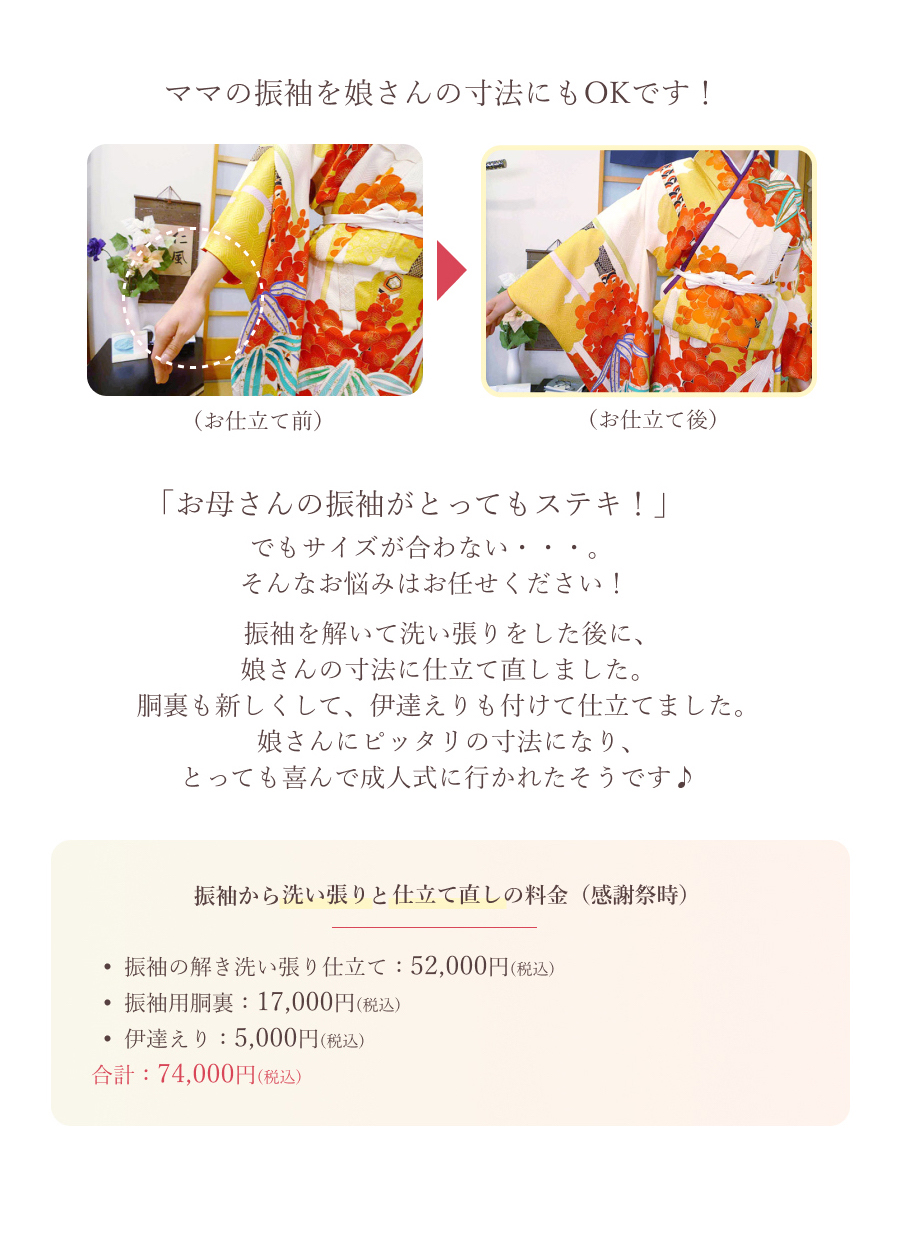 ママの振袖を娘さんの寸法にもOKです！
（お仕立て前）
（お仕立て後）
「お母さんの振袖がとってもステキ！」
でもサイズが合わない・・・。
そんなお悩みはお任せください！
振袖を解いて洗い張りをした後に、
娘さんの寸法に仕立て直しました。
胴裏も新しくして、伊達えりも付けて仕立てました。
娘さんにピッタリの寸法になり、
とっても喜んで成人式に行かれたそうです♪
振袖から洗い張りと仕立て直しの料金（感謝祭時）
• 振袖の解き洗い張り仕立て：52,000円(税込)
• 振袖用胴裏：17,000円(税込)
• 伊達えり：5,000円(税込)
合計：74,000円(税込)